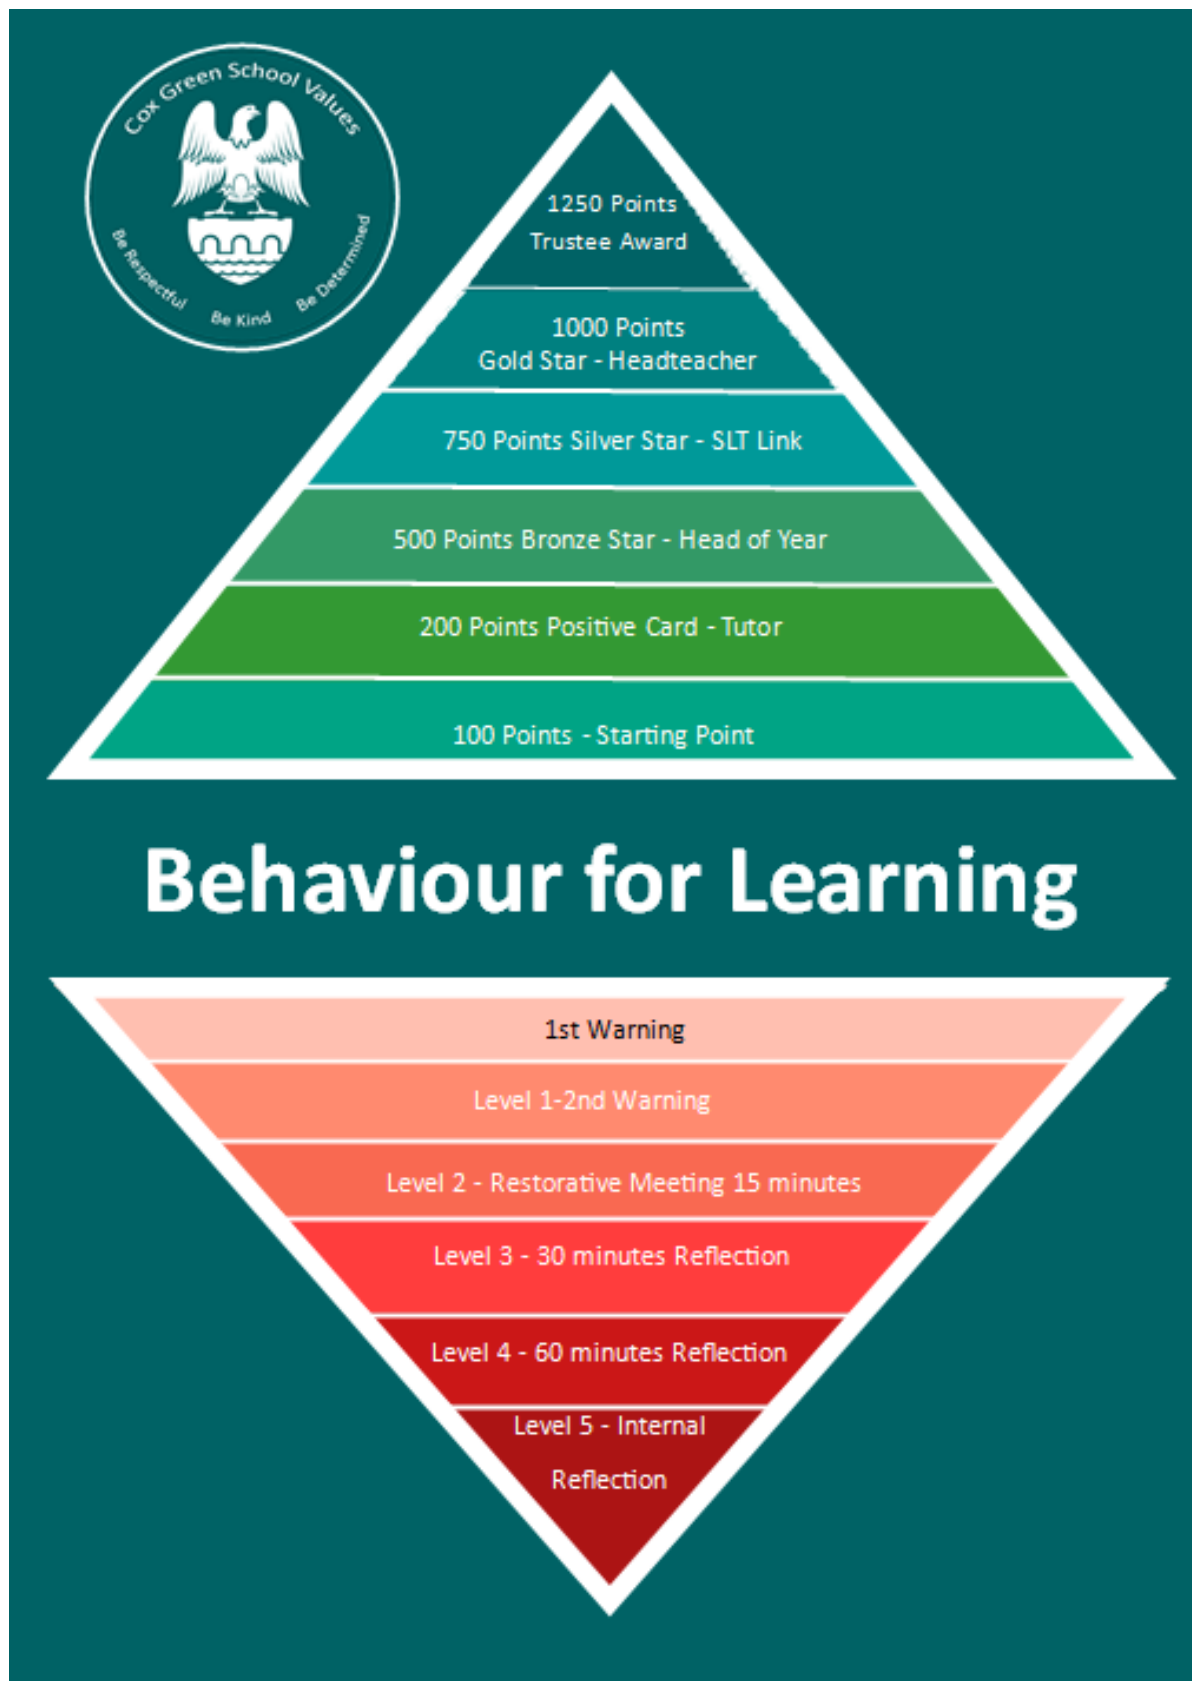 Cox Green School Values
Be Respectful Be Kind Be Determined
1250 Points
Trustee Award
1000 Points
Gold Star - Headteacher
750 Points Silver Star - SLT Link
500 Points Bronze Star - Head of Year
200 Points Positive Card - Tutor
100 Points - Starting Point
Behaviour for Learning
1st Warning
Level 1-2nd Warning
Level 2 - Restorative Meeting 15 minutes
Level 3 - 30 minutes Reflection
Level 4 - 60 minutes Reflection
Level 5 - Internal
Reflection